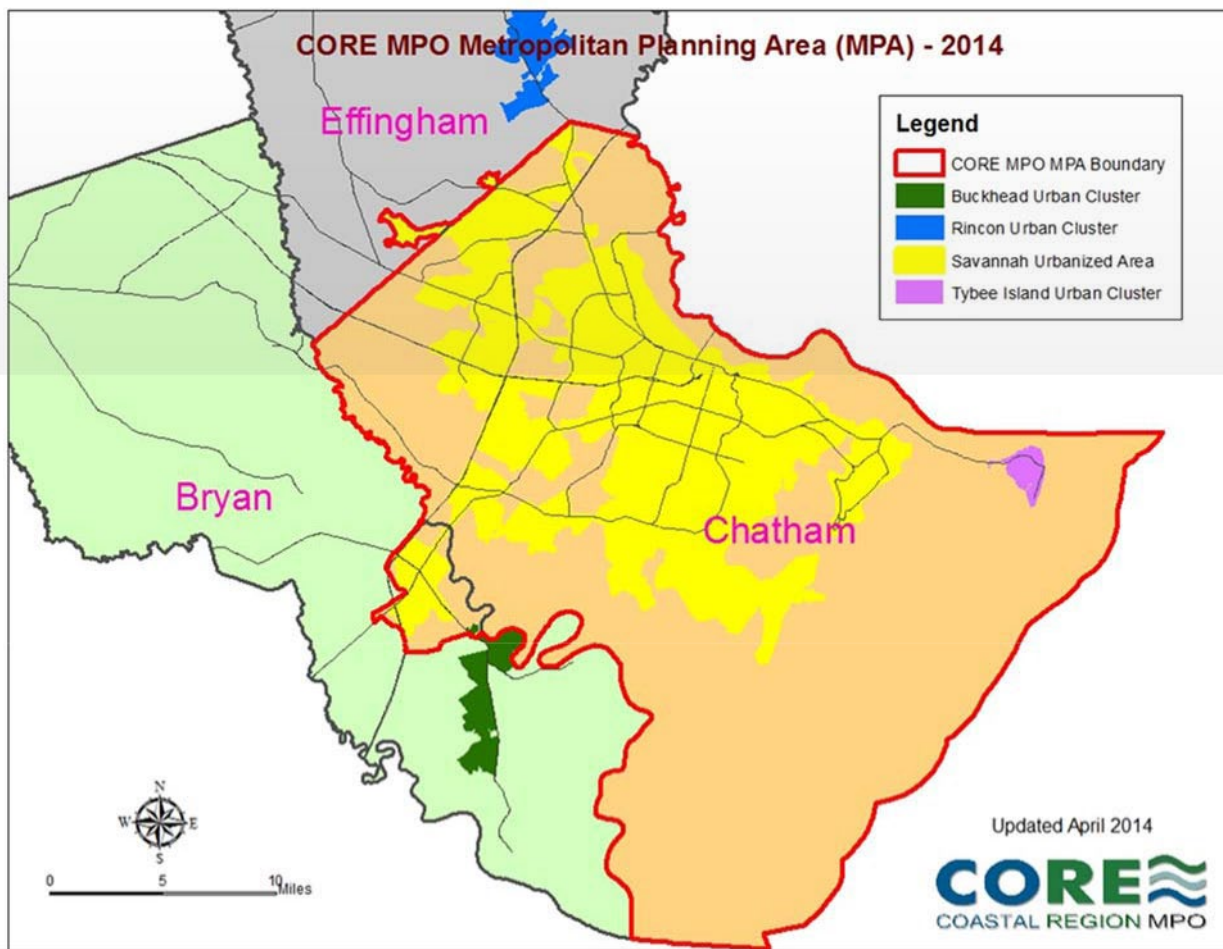 CORE MPO Metropolitan Planning Area (MPA) - 2014
Effingham
Legend
CORE MPO MPA Boundary
Buckhead Urban Cluster
Rincon Urban Cluster
Savannah Urbanized Area
Tybee Island Urban Cluster
Bryan
Chatham
N
W E
S
0 5 10 Miles
Updated April 2014
CORE
COASTAL REGION MPO